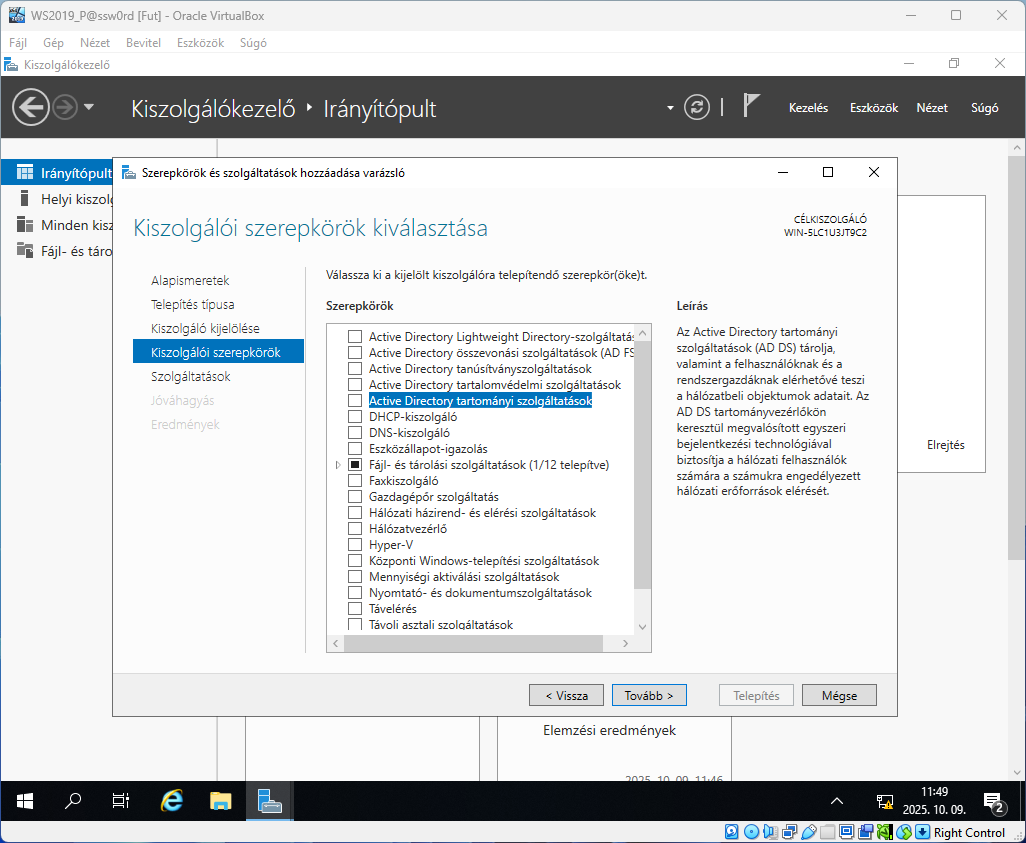 WS2019_P@ssw0rd [Fut] - Oracle VirtualBox
Fájl Gép Nézet Bevitel Eszközök Súgó
Kiszolgálókezelő
Kiszolgálókezelő Irányítópult
Kezelés Eszközök Nézet Súgó
Irányítópult
Helyi
Minden
Fájl- és
Szerepkörök és szolgáltatások hozzáadása varázsló
Kiszolgálói szerepkörök kiválasztása
CÉLKISZOLGÁLÓ
WIN-5LC1U3JT9C2
Alapismeretek
Telepítés típusa
Kiszolgáló kijelölése
Kiszolgálói szerepkörök
Szolgáltatások
Jóváhagyás
Eredmények
Válassza ki a kijelölt kiszolgálóra telepítendő szerepkör(öke)t.
Szerepkörök
Active Directory Lightweight
Active Directory összevonási szolgáltatások (AD FS
Active Directory tanúsítványszolgáltatások
Active Directory tartalomvédelmi szolgáltatások
Active Directory tartományi szolgáltatások
DHCP-kiszolgáló
DNS-kiszolgáló
Eszközállapot-igazolás
Fájl- és tárolási szolgáltatások (1/12 telepítve)
Faxkiszolgáló
Gazdagépőr szolgáltatás
Hálózati házirend- és elérési szolgáltatások
Hálózatvezérlő
Hyper-V
Központi Windows-telepítési szolgáltatások
Mennyiségi aktiválási szolgáltatások
Nyomtató- és dokumentumszolgáltatások
Távelérés
Távoli asztali szolgáltatások
Leírás
Az Active Directory tartományi
szolgáltatások (AD DS) tárolja,
valamint a felhasználóknak és a
rendszergazdáknak elérhetővé teszi
a hálózatbeli objektumok adatait. Az
AD DS tartományvezérlőkön
keresztül megvalósított egyszeri
bejelentkezési technológiával
biztosítja a hálózati felhasználók
számára a számukra engedélyezett
hálózati erőforrások elérését.
Elrejtés
< Vissza Tovább > Telepítés Mégse
Elemzési eredmények
2025. 10. 09. 11:46
11:49
2025. 10. 09.
2
Right Control